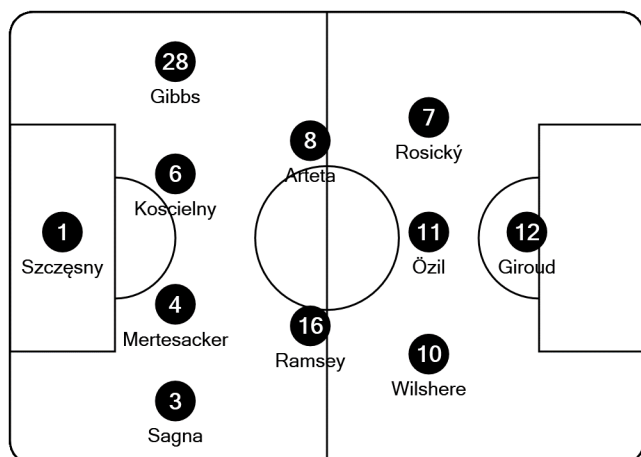 28
Gibbs
7
Rosický
8
Arteta
6
Koscielny
1
Szczęsny
11
Özil
12
Giroud
4
Mertesacker
16
Ramsey
10
Wilshere
3
Sagna